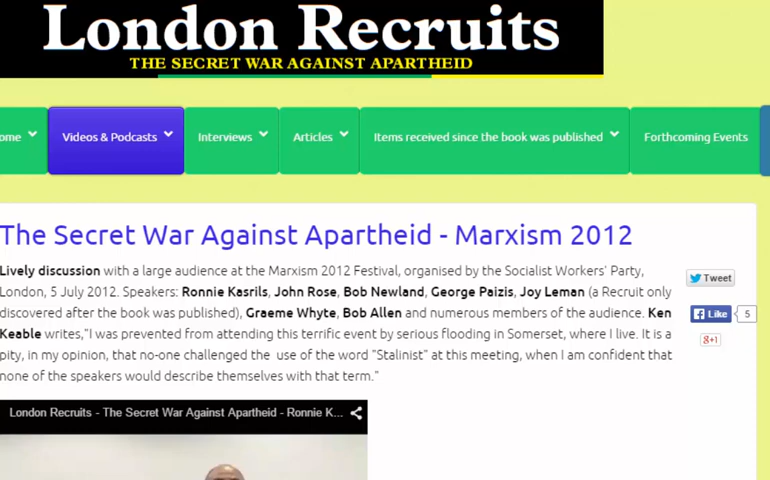 London Recruits
THE SECRET WAR AGAINST APARTHEID
ome Videos & Podcasts Interviews Articles Items received since the book was published Forthcoming Events
The Secret War Against Apartheid - Marxism 2012
Lively discussion with a large audience at the Marxism 2012 Festival, organised by the Socialist Workers' Party,
London, 5 July 2012. Speakers: Ronnie Kasrils, John Rose, Bob Newland, George Paizis, Joy Leman (a Recruit only
discovered after the book was published), Graeme Whyte, Bob Allen and numerous members of the audience. Ken
Keable writes,"I was prevented from attending this terrific event by serious flooding in Somerset, where I live. It is a
pity, in my opinion, that no-one challenged the use of the word "Stalinist" at this meeting, when I am confident that
none of the speakers would describe themselves with that term."
Tweet
Like 5
g+1
London Recruits - The Secret War Against Apartheid - Ronnie K...